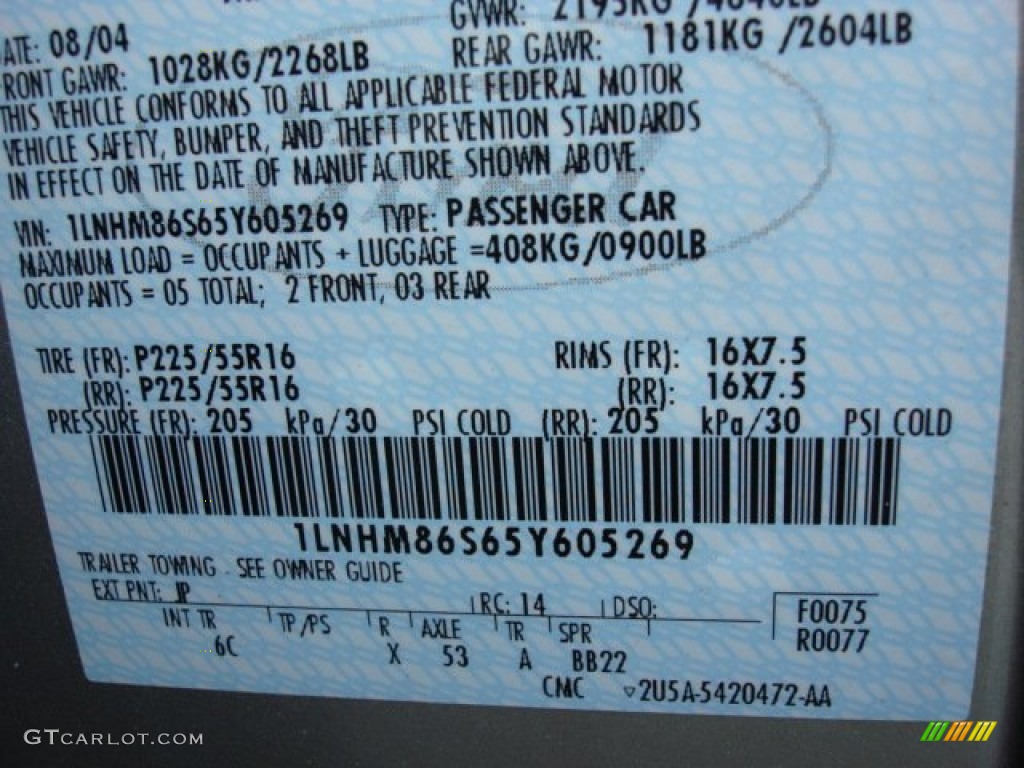 GVWR: 2195KG /4840LB
ATE: 08/04
RONT GAWR: 1028KG/2268LB REAR GAWR: 1181KG /2604LB
THIS VEHICLE CONFORMS TO ALL APPLICABLE FEDERAL MOTOR
VEHICLE SAFETY, BUMPER, AND THEFT PREVENTION STANDARDS
IN EFFECT ON THE DATE OF MANUFACTURE SHOWN ABOVE.
VIN: 1LNHM86S65Y605269 TYPE: PASSENGER CAR
MAXIMUM LOAD = OCCUPANTS + LUGGAGE =408KG/0900LB
OCCUPANTS = 05 TOTAL; 2 FRONT, 03 REAR
TIRE (FR): P225/55R16 RIMS (FR): 16X7.5
(RR): P225/55R16 (RR): 16X7.5
PRESSURE (FR): 205 kPa/30 PSI COLD (RR): 205 kPa/30 PSI COLD
1LNHM86S65Y605269
TRAILER TOWING - SEE OWNER GUIDE
EXT PNT: JP RC: 14 DSO: F0075
INT TR TP/PS R AXLE TR SPR R0077
6C X 53 A BB22
CMC ▽2U5A-5420472-AA
GTCARLOT.COM